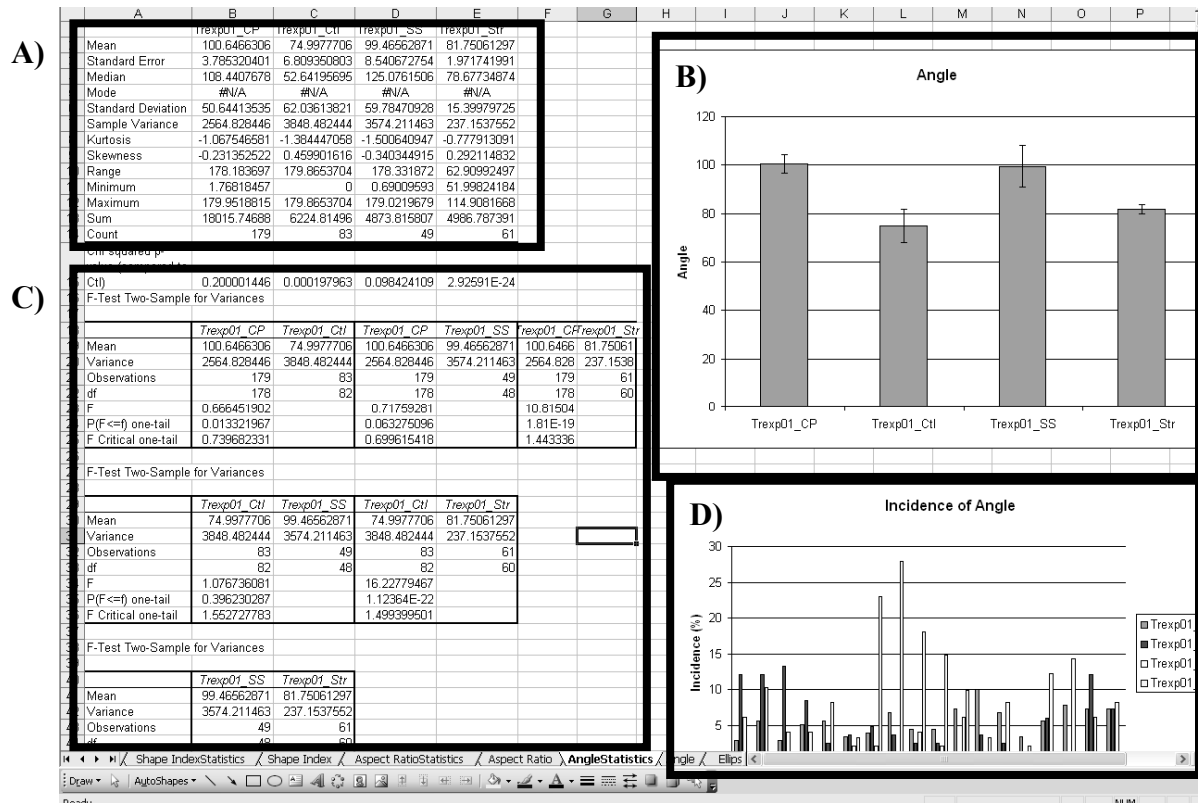 A B C D E F G H I J K L M N O P
A)
Trexp01_CP Trexp01_Ctl Trexp01_SS Trexp01_Str
Mean 100.6466306 74.9977706 99.46562871 81.75061297
Standard Error 3.785320401 6.809350803 8.540672754 1.971741991
Median 108.4407678 52.64195695 125.0761506 78.67734874
Mode #N/A #N/A #N/A #N/A
Standard Deviation 50.64413535 62.03613821 59.78470928 15.39979725
Sample Variance 2564.828446 3848.482444 3574.211463 237.1537552
Kurtosis -1.067546581 -1.384447058 -1.500640947 -0.777913091
Skewness -0.231352522 0.459901616 -0.340344915 0.292114832
Range 178.183697 179.8653704 178.331872 62.90992497
Minimum 1.76818457 0 0.69009593 51.99824184
Maximum 179.9518815 179.8653704 179.0219679 114.9081668
Sum 18015.74688 6224.81496 4873.815807 4986.787391
Count 179 83 49 61
B)
Angle
120
100
80
60
40
20
0
Angle
Trexp01_CP Trexp01_Ctl Trexp01_SS Trexp01_Str
C)
Chi squared p-
Ctl) 0.200001446 0.000197963 0.098424109 2.92591E-24
F-Test Two-Sample for Variances
Trexp01_CP Trexp01_Ctl Trexp01_CP Trexp01_SS Trexp01_CP Trexp01_Str
Mean 100.6466306 74.9977706 100.6466306 99.46562871 100.6466 81.75061
Variance 2564.828446 3848.482444 2564.828446 3574.211463 2564.828 237.1538
Observations 179 83 179 49 179 61
df 178 82 178 48 178 60
F 0.666451902 0.71759281 10.81504
P(F<=f) one-tail 0.013321967 0.063275096 1.81E-19
F Critical one-tail 0.739682331 0.699615418 1.443336
F-Test Two-Sample for Variances
Trexp01_Ctl Trexp01_SS Trexp01_Ctl Trexp01_Str
Mean 74.9977706 99.46562871 74.9977706 81.75061297
Variance 3848.482444 3574.211463 3848.482444 237.1537552
Observations 83 49 83 61
df 82 48 82 60
F 1.076736081 16.22779467
P(F<=f) one-tail 0.396230287 1.12364E-22
F Critical one-tail 1.552727783 1.499399501
F-Test Two-Sample for Variances
Trexp01_SS Trexp01_Str
Mean 99.46562871 81.75061297
Variance 3574.211463 237.1537552
Observations 49 61
df 48 60
D)
Incidence of Angle
30
25
20
15
10
5
Incidence (%)
Trexp01_
Trexp01_
Trexp01_
Trexp01_
Shape IndexStatistics Shape Index Aspect RatioStatistics Aspect Ratio AngleStatistics Angle Ellips
Draw AutoShapes
Ready NUM